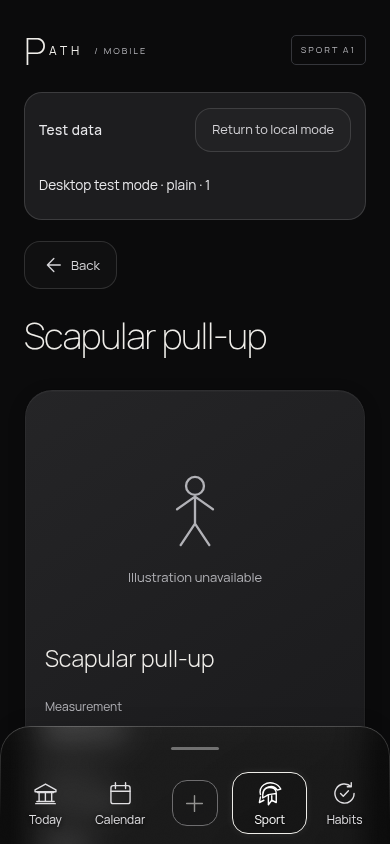 PATH / MOBILE
SPORT A1
Test data
Return to local mode
Desktop test mode · plain · 1
Back
Scapular pull-up
Illustration unavailable
Scapular pull-up
Measurement
Today
Calendar
Sport
Habits